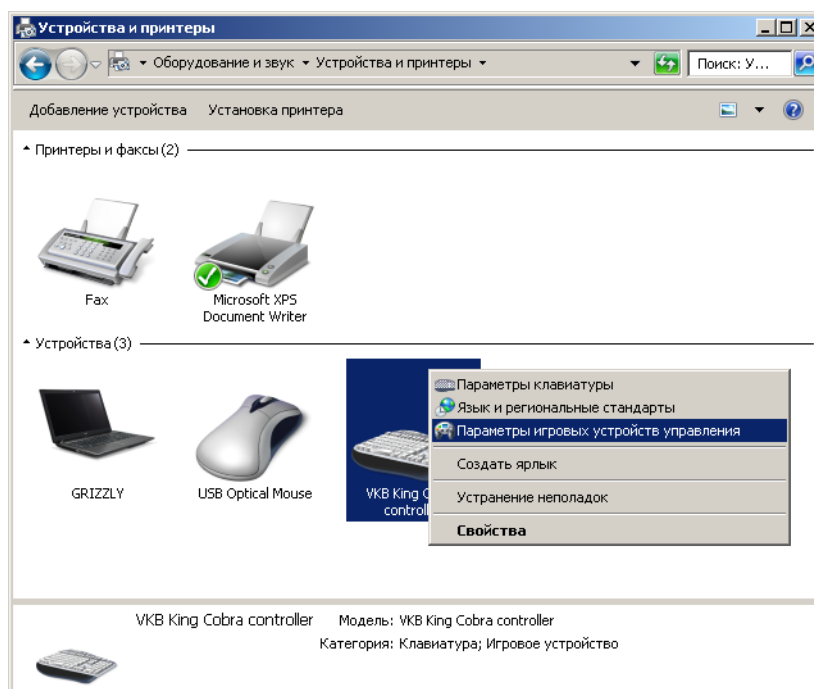 Устройства и принтеры
Оборудование и звук Устройства и принтеры Поиск: У...
Добавление устройства Установка принтера
Принтеры и факсы (2)
Fax
Microsoft XPS
Document Writer
Устройства (3)
GRIZZLY
USB Optical Mouse
VKB King C
controll
Параметры клавиатуры
Язык и региональные стандарты
Параметры игровых устройств управления
Создать ярлык
Устранение неполадок
Свойства
VKB King Cobra controller Модель: VKB King Cobra controller
Категория: Клавиатура; Игровое устройство